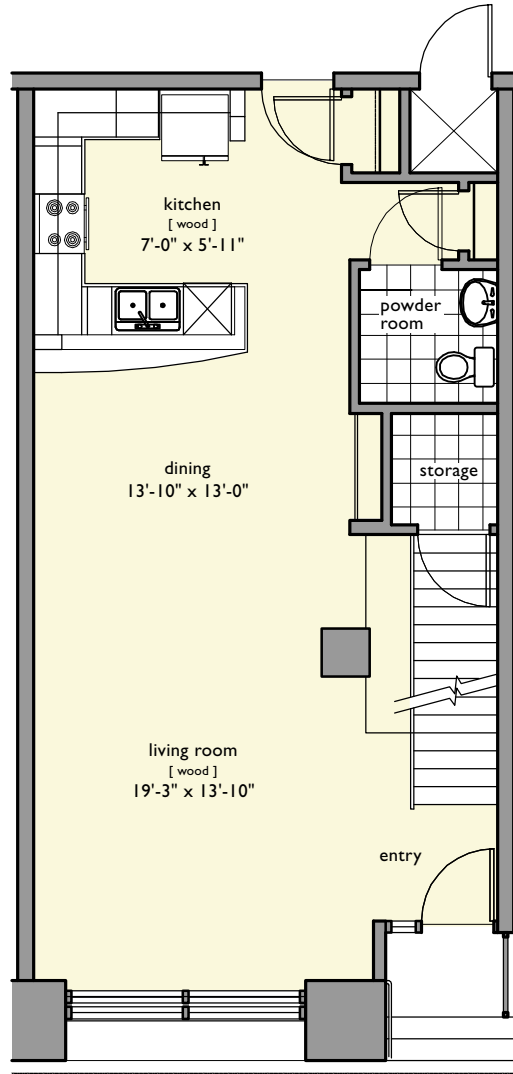 kitchen
[ wood ]
7'-0" x 5'-11"
powder
room
dining
13'-10" x 13'-0"
storage
living room
[ wood ]
19'-3" x 13'-10"
entry